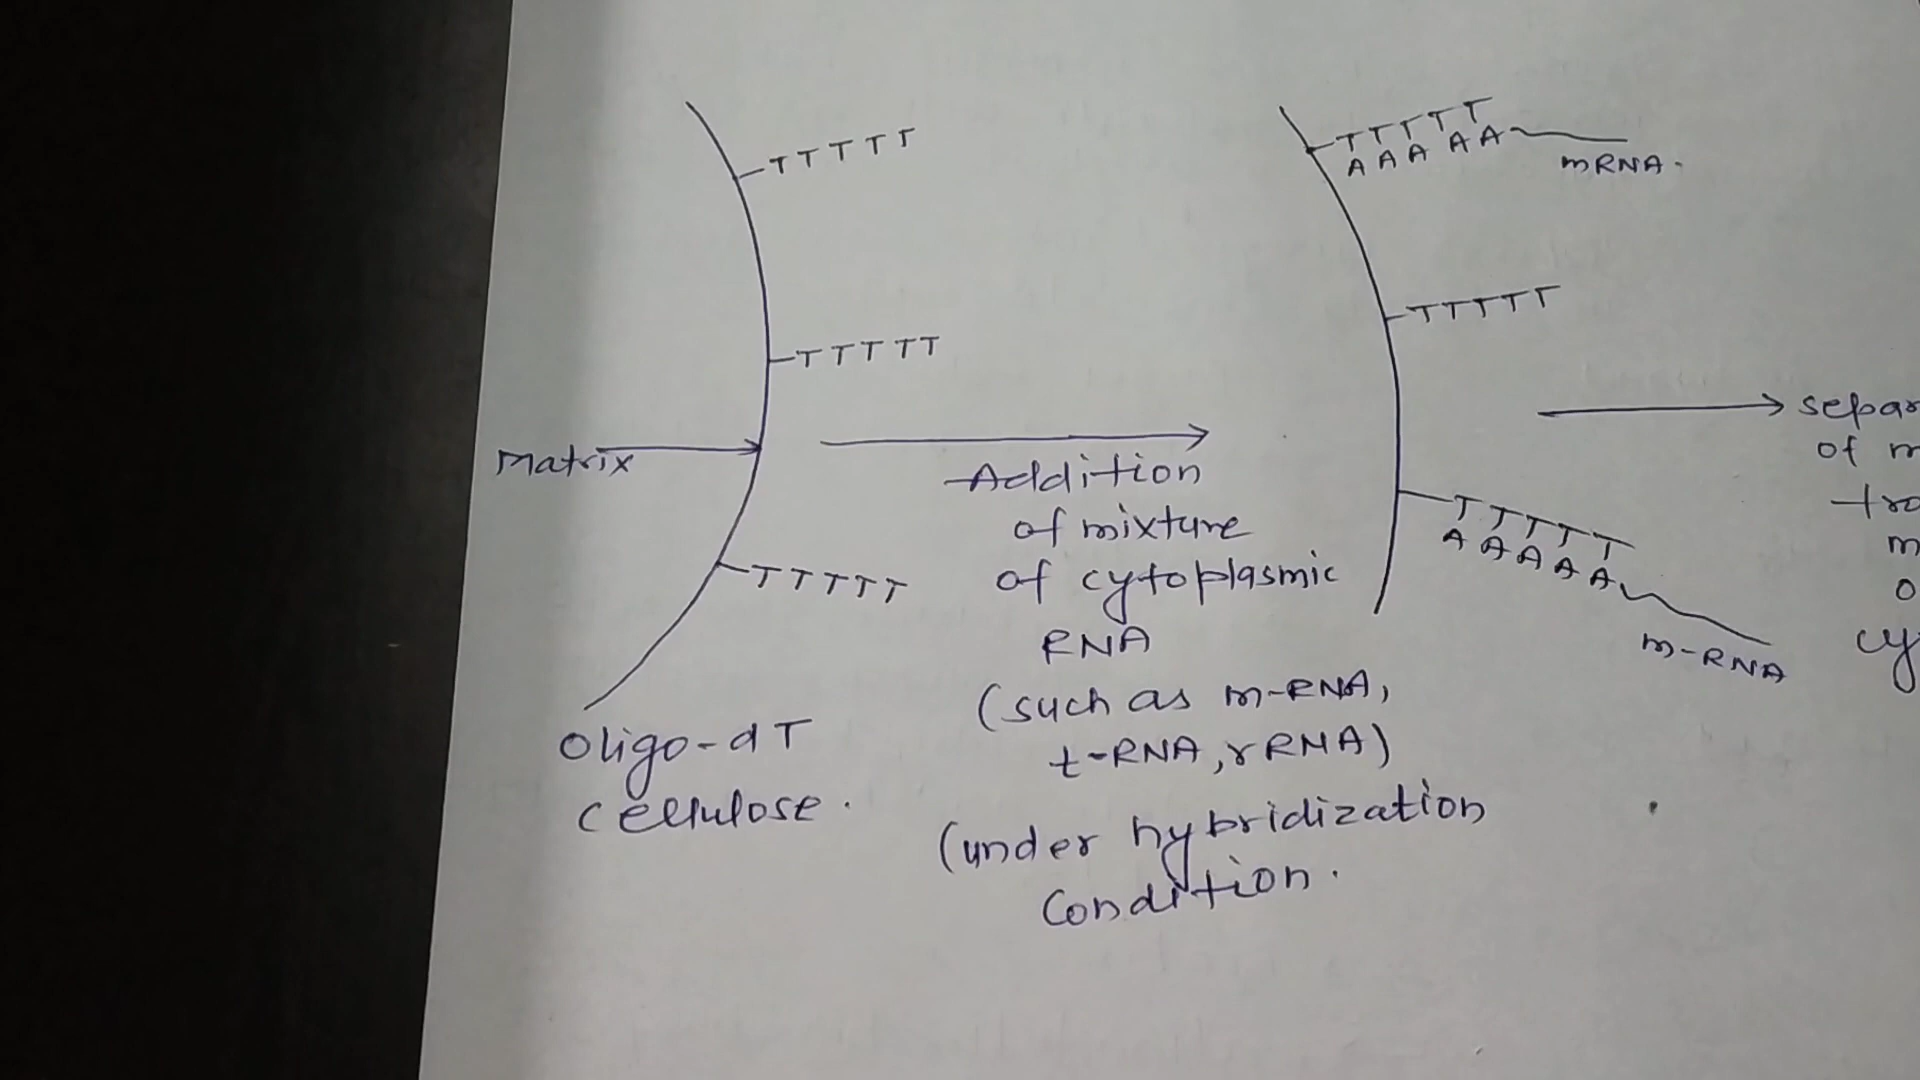 TTTTT
TTTTT
Matrix
TTTTT
Oligo-dT
cellulose.
Addition
of mixture
of cytoplasmic
RNA
(such as m-RNA,
t-RNA, rRNA)
(under hybridization
Condition.
TTTTT
AAAAA
mRNA.
TTTTT
TTTTT
AAAAA
m-RNA
of